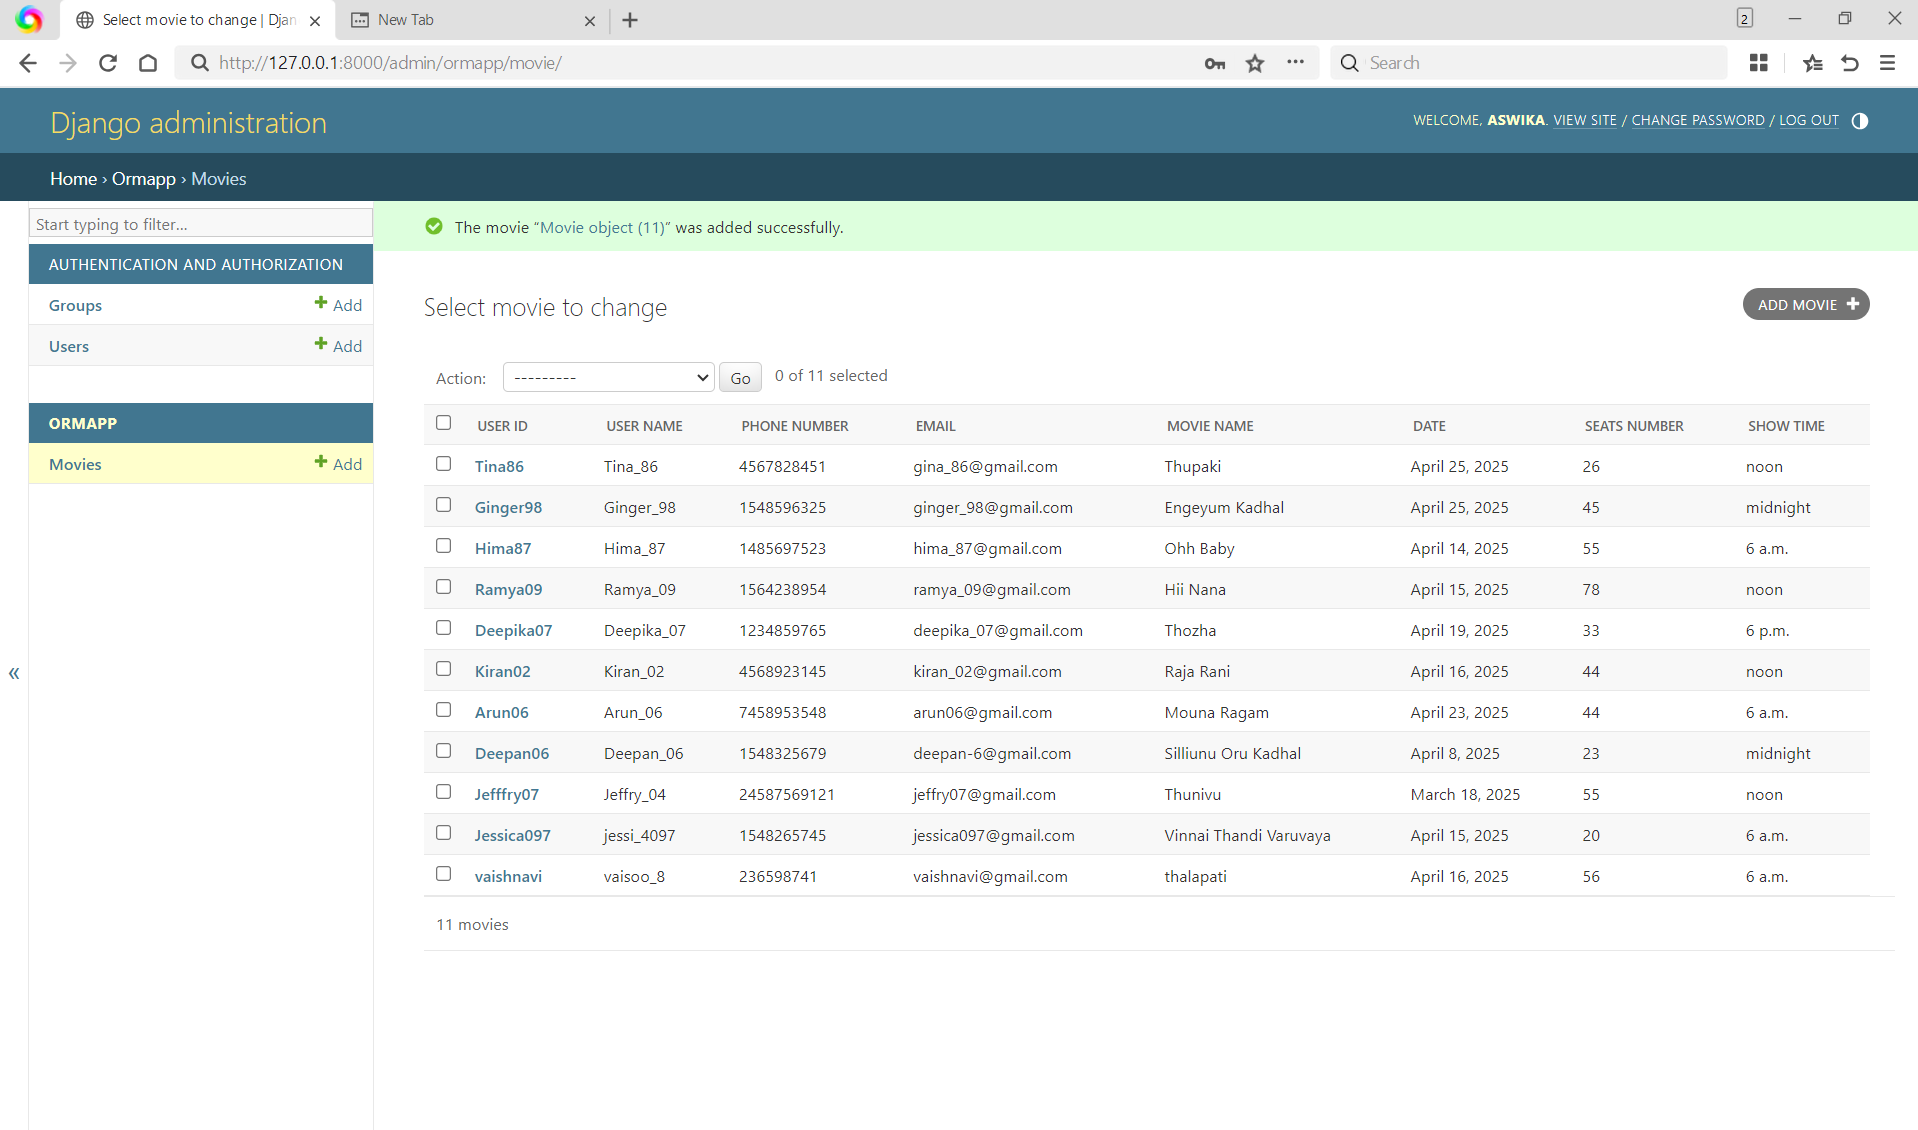 Select movie to change | Djan
New Tab
2
http://127.0.0.1:8000/admin/ormapp/movie/
Search
Django administration
WELCOME, ASWIKA. VIEW SITE / CHANGE PASSWORD / LOG OUT
Home › Ormapp › Movies
Start typing to filter...
The movie “Movie object (11)” was added successfully.
AUTHENTICATION AND AUTHORIZATION
Groups + Add
Users + Add
ORMAPP
Movies + Add
«
Select movie to change
ADD MOVIE +
Action: --------- Go 0 of 11 selected
USER ID USER NAME PHONE NUMBER EMAIL MOVIE NAME DATE SEATS NUMBER SHOW TIME
Tina86 Tina_86 4567828451 gina_86@gmail.com Thupaki April 25, 2025 26 noon
Ginger98 Ginger_98 1548596325 ginger_98@gmail.com Engeyum Kadhal April 25, 2025 45 midnight
Hima87 Hima_87 1485697523 hima_87@gmail.com Ohh Baby April 14, 2025 55 6 a.m.
Ramya09 Ramya_09 1564238954 ramya_09@gmail.com Hii Nana April 15, 2025 78 noon
Deepika07 Deepika_07 1234859765 deepika_07@gmail.com Thozha April 19, 2025 33 6 p.m.
Kiran02 Kiran_02 4568923145 kiran_02@gmail.com Raja Rani April 16, 2025 44 noon
Arun06 Arun_06 7458953548 arun06@gmail.com Mouna Ragam April 23, 2025 44 6 a.m.
Deepan06 Deepan_06 1548325679 deepan-6@gmail.com Silliunu Oru Kadhal April 8, 2025 23 midnight
Jefffry07 Jeffry_04 24587569121 jeffry07@gmail.com Thunivu March 18, 2025 55 noon
Jessica097 jessi_4097 1548265745 jessica097@gmail.com Vinnai Thandi Varuvaya April 15, 2025 20 6 a.m.
vaishnavi vaisoo_8 236598741 vaishnavi@gmail.com thalapati April 16, 2025 56 6 a.m.
11 movies